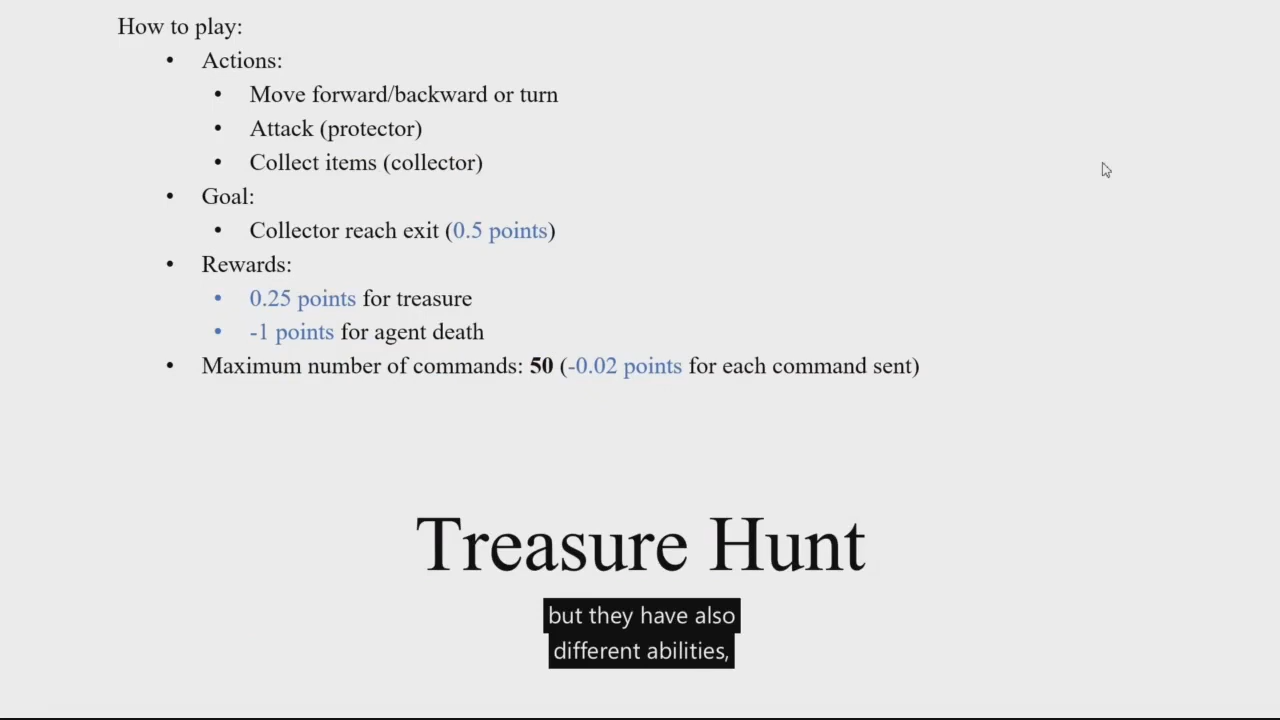 How to play:
• Actions:
• Move forward/backward or turn
• Attack (protector)
• Collect items (collector)
• Goal:
• Collector reach exit (0.5 points)
• Rewards:
• 0.25 points for treasure
• -1 points for agent death
• Maximum number of commands: 50 (-0.02 points for each command sent)
Treasure Hunt
but they have also
different abilities,